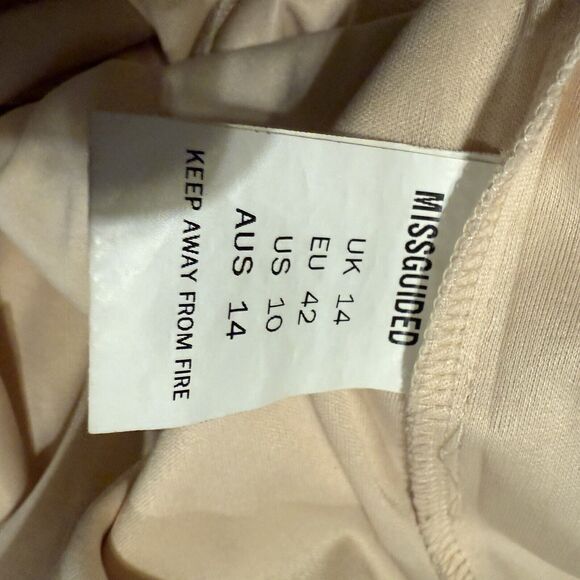 MISSGUIDED
UK 14
EU 42
US 10
AUS 14
KEEP AWAY FROM FIRE